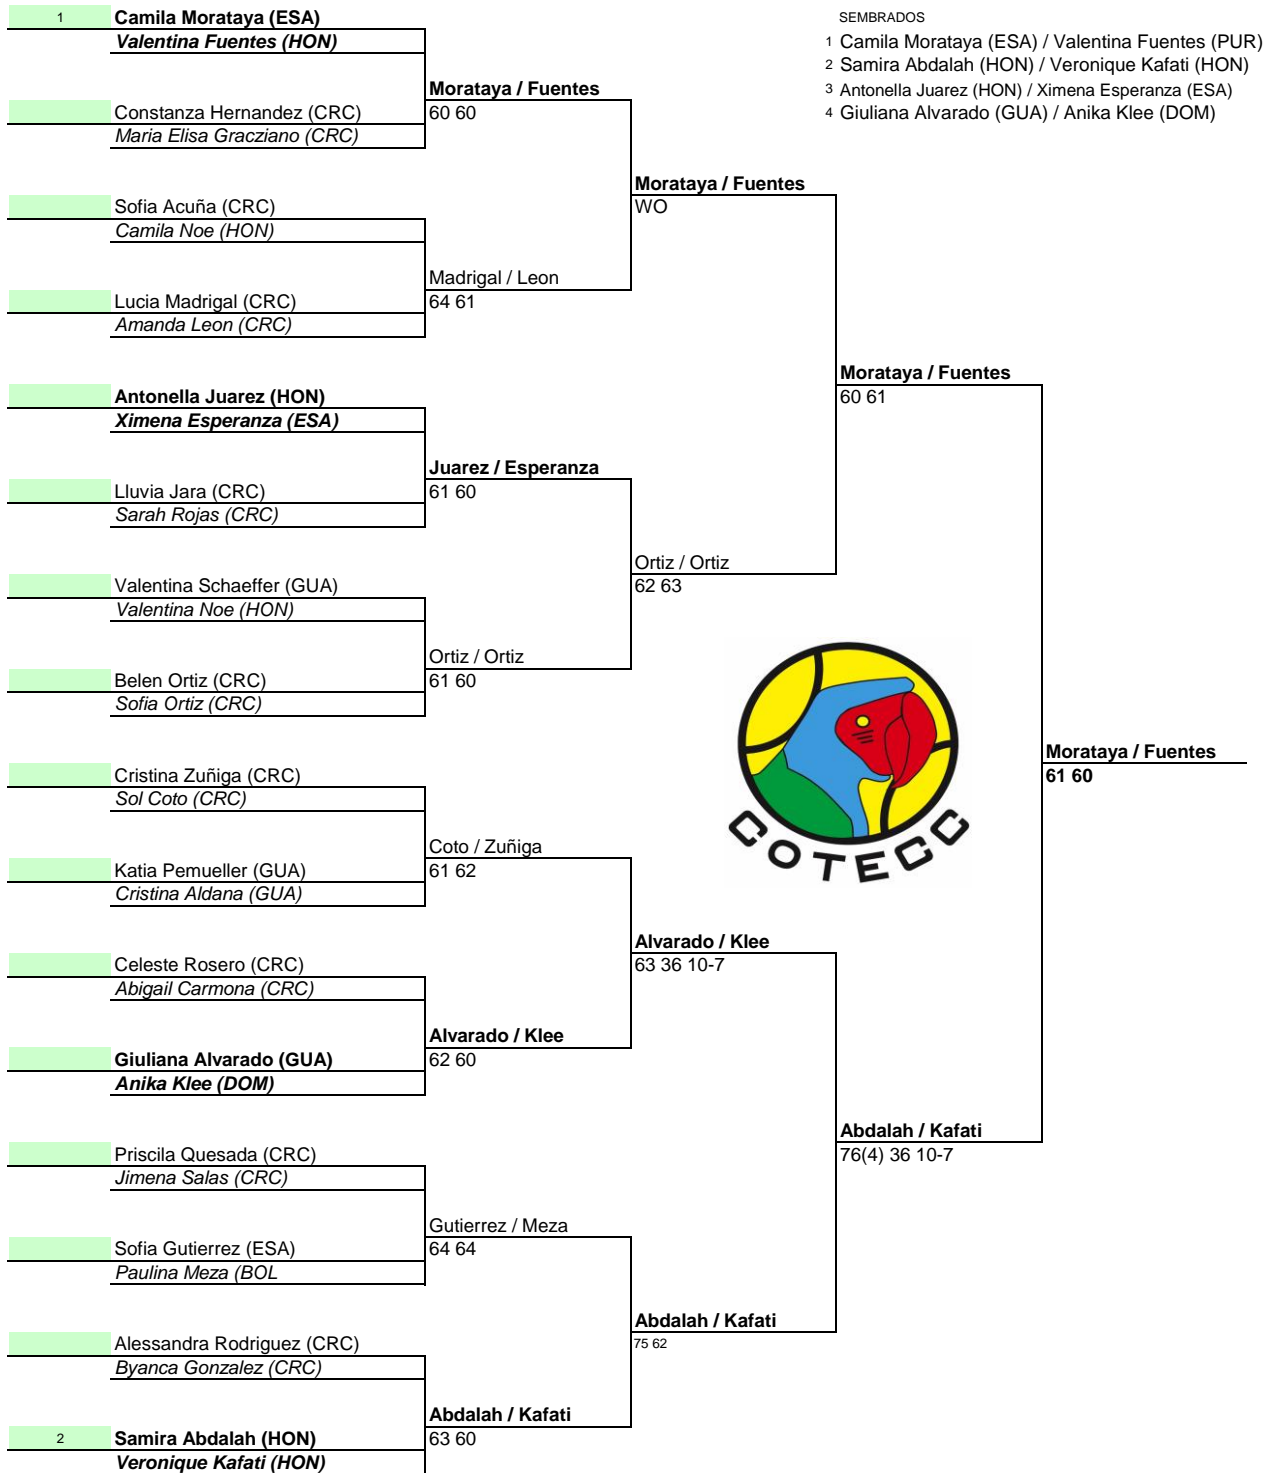 SEMBRADOS
1 Camila Morataya (ESA) / Valentina Fuentes (PUR)
2 Samira Abdalah (HON) / Veronique Kafati (HON)
3 Antonella Juarez (HON) / Ximena Esperanza (ESA)
4 Giuliana Alvarado (GUA) / Anika Klee (DOM)
1 Camila Morataya (ESA)
Valentina Fuentes (HON)
Morataya / Fuentes
60 60
Constanza Hernandez (CRC)
Maria Elisa Gracziano (CRC)
Morataya / Fuentes
WO
Sofia Acuña (CRC)
Camila Noe (HON)
Madrigal / Leon
64 61
Lucia Madrigal (CRC)
Amanda Leon (CRC)
Morataya / Fuentes
60 61
Antonella Juarez (HON)
Ximena Esperanza (ESA)
Juarez / Esperanza
61 60
Lluvia Jara (CRC)
Sarah Rojas (CRC)
Ortiz / Ortiz
62 63
Valentina Schaeffer (GUA)
Valentina Noe (HON)
Ortiz / Ortiz
61 60
Belen Ortiz (CRC)
Sofia Ortiz (CRC)
COTECC
Morataya / Fuentes
61 60
Cristina Zuñiga (CRC)
Sol Coto (CRC)
Coto / Zuñiga
61 62
Katia Pemueller (GUA)
Cristina Aldana (GUA)
Alvarado / Klee
63 36 10-7
Celeste Rosero (CRC)
Abigail Carmona (CRC)
Alvarado / Klee
62 60
Giuliana Alvarado (GUA)
Anika Klee (DOM)
Abdalah / Kafati
76(4) 36 10-7
Priscila Quesada (CRC)
Jimena Salas (CRC)
Gutierrez / Meza
64 64
Sofia Gutierrez (ESA)
Paulina Meza (BOL
Abdalah / Kafati
75 62
Alessandra Rodriguez (CRC)
Byanca Gonzalez (CRC)
Abdalah / Kafati
63 60
2 Samira Abdalah (HON)
Veronique Kafati (HON)